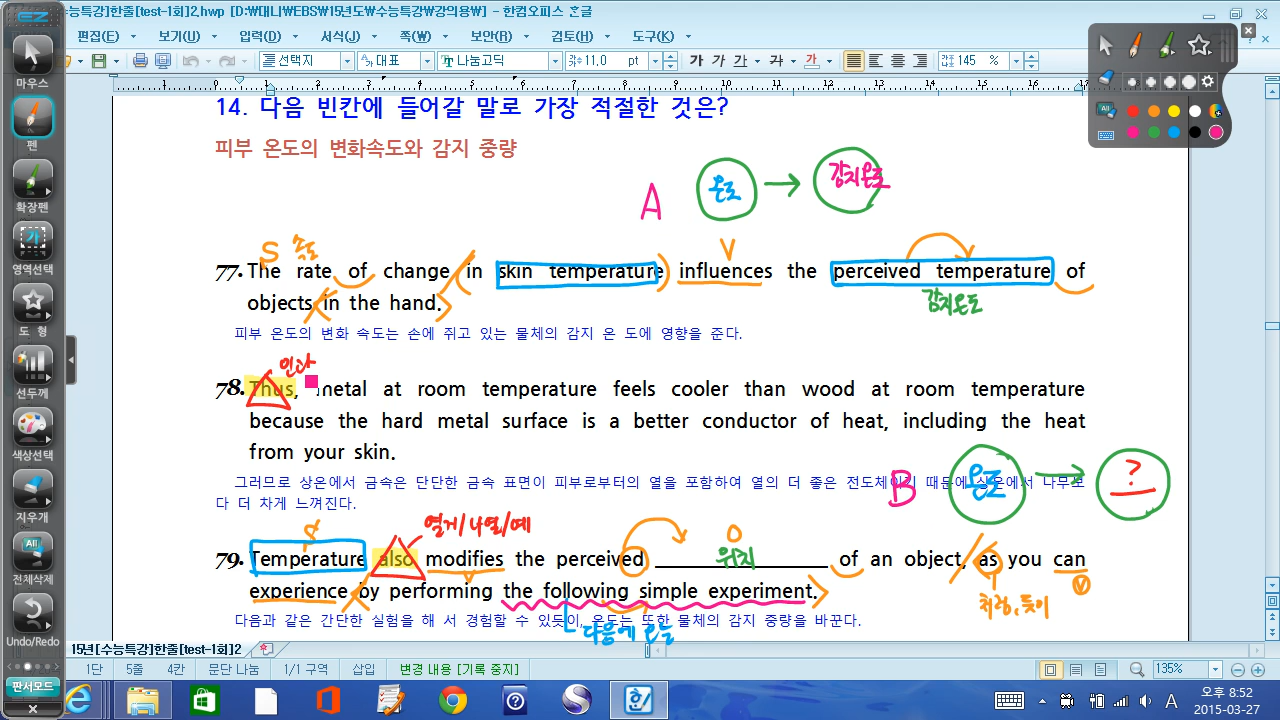 수능특강]한줄[test-1회]2.hwp [D:\대니\EBS\15년도\수능특강\강의용\] - 한컴오피스 한글
편집(E) 보기(U) 입력(D) 서식(J) 쪽(W) 보안(R) 검토(H) 도구(K)
선택지 대표 나눔고딕 11.0 pt 가 가 가 가 가 145 %
마우스
펜
확장펜
영역선택
도 형
선두께
색상선택
지우개
전체삭제
Undo/Redo
판서모드
14. 다음 빈칸에 들어갈 말로 가장 적절한 것은?
피부 온도의 변화속도와 감지 중량
A 온도 → 감지온도
S 속도 V
77. The rate of change in skin temperature influences the perceived temperature of
objects in the hand.
감지온도
피부 온도의 변화 속도는 손에 쥐고 있는 물체의 감지 온 도에 영향을 준다.
인과
78. Thus, metal at room temperature feels cooler than wood at room temperature
because the hard metal surface is a better conductor of heat, including the heat
from your skin.
그러므로 상온에서 금속은 단단한 금속 표면이 피부로부터의 열을 포함하여 열의 더 좋은 전도체이기 때문에 상온에서 나무보
다 더 차게 느껴진다.
B 온도 → ?
열게/나열/예 O
79. Temperature also modifies the perceived ____________ of an object, as you can
위치
experience by performing the following simple experiment.
V 처럼, 듯이
다음과 같은 간단한 실험을 해 서 경험할 수 있듯이, 온도는 또한 물체의 감지 중량을 바꾼다.
다음에 오는
15년[수능특강]한줄[test-1회]2
1단 5줄 4칸 문단 나눔 1/1 구역 삽입 변경 내용 [기록 중지] 135%
A 오후 8:52
2015-03-27